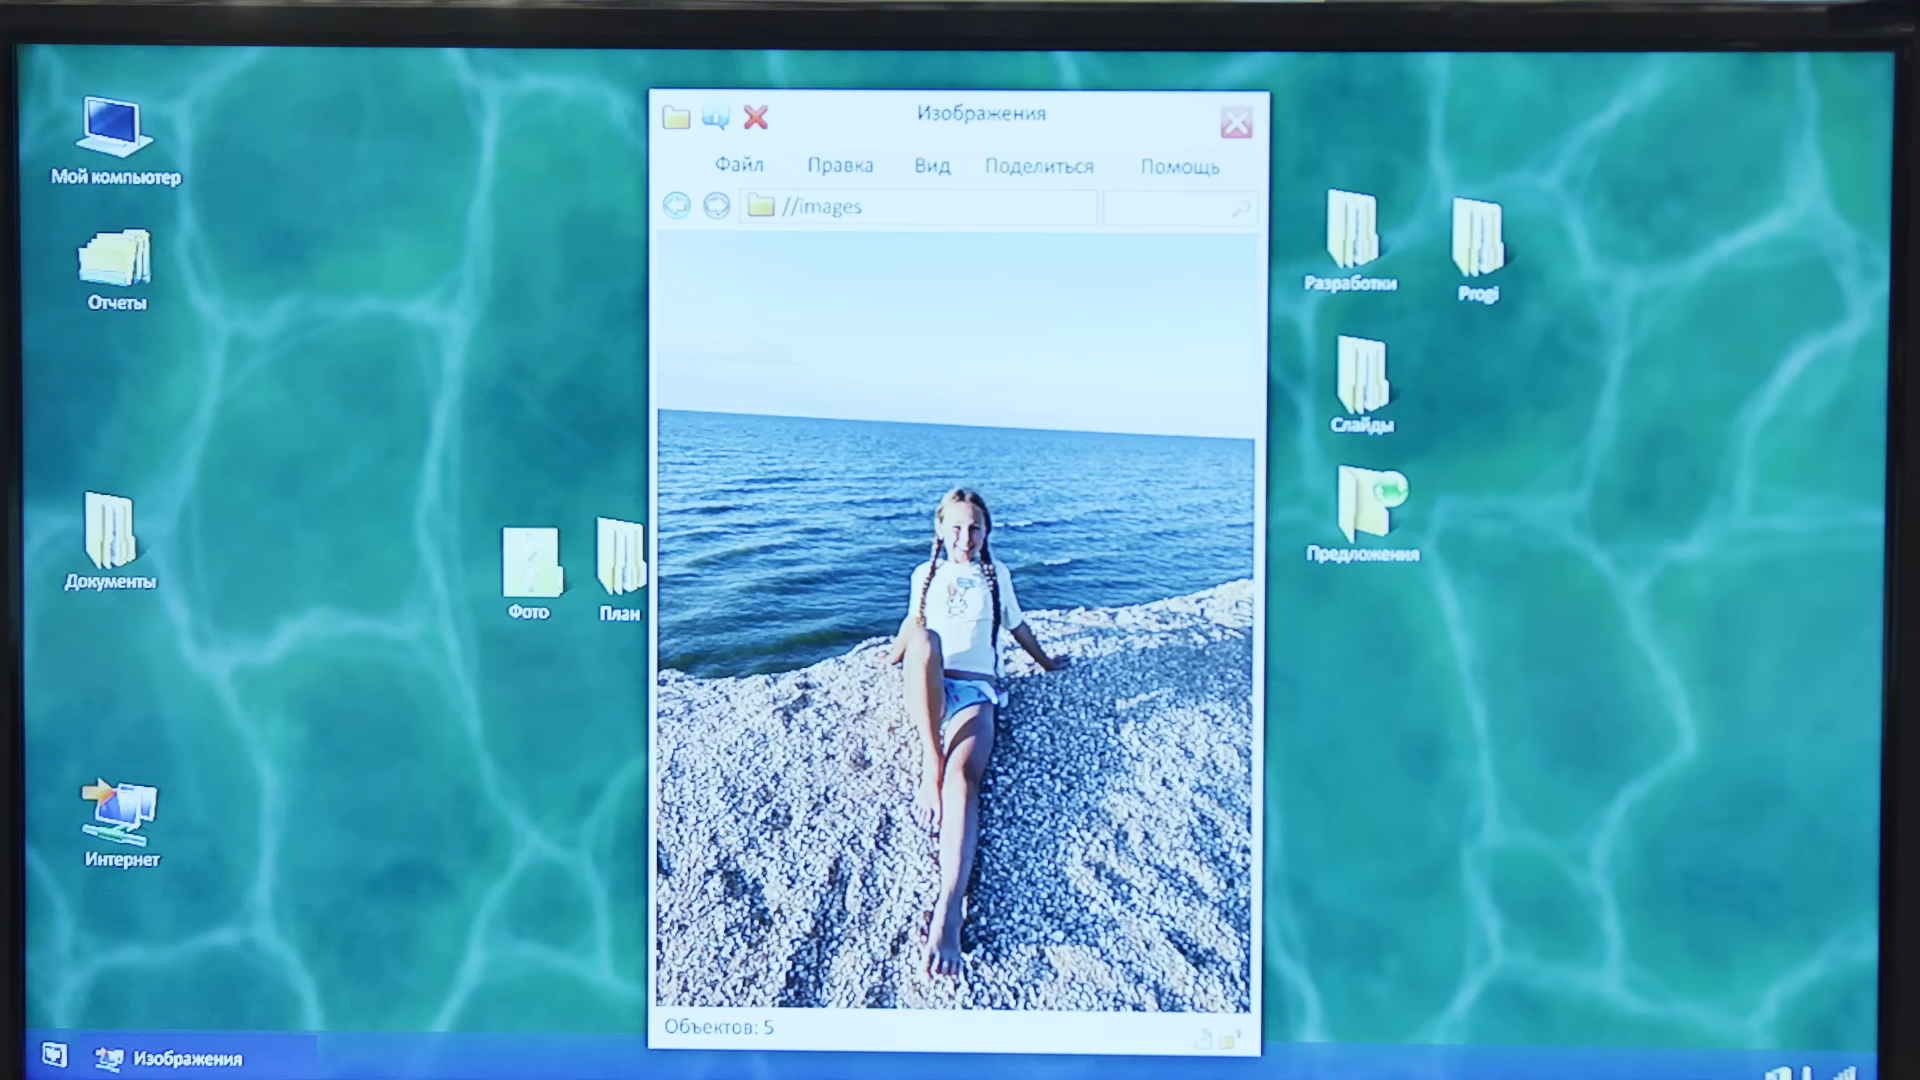 Изображения
Файл Правка Вид Поделиться Помощь
//images
Мой компьютер
Отчеты
Документы
Интернет
Фото
План
Разработки
Progi
Слайды
Предложения
Объектов: 5
Изображения